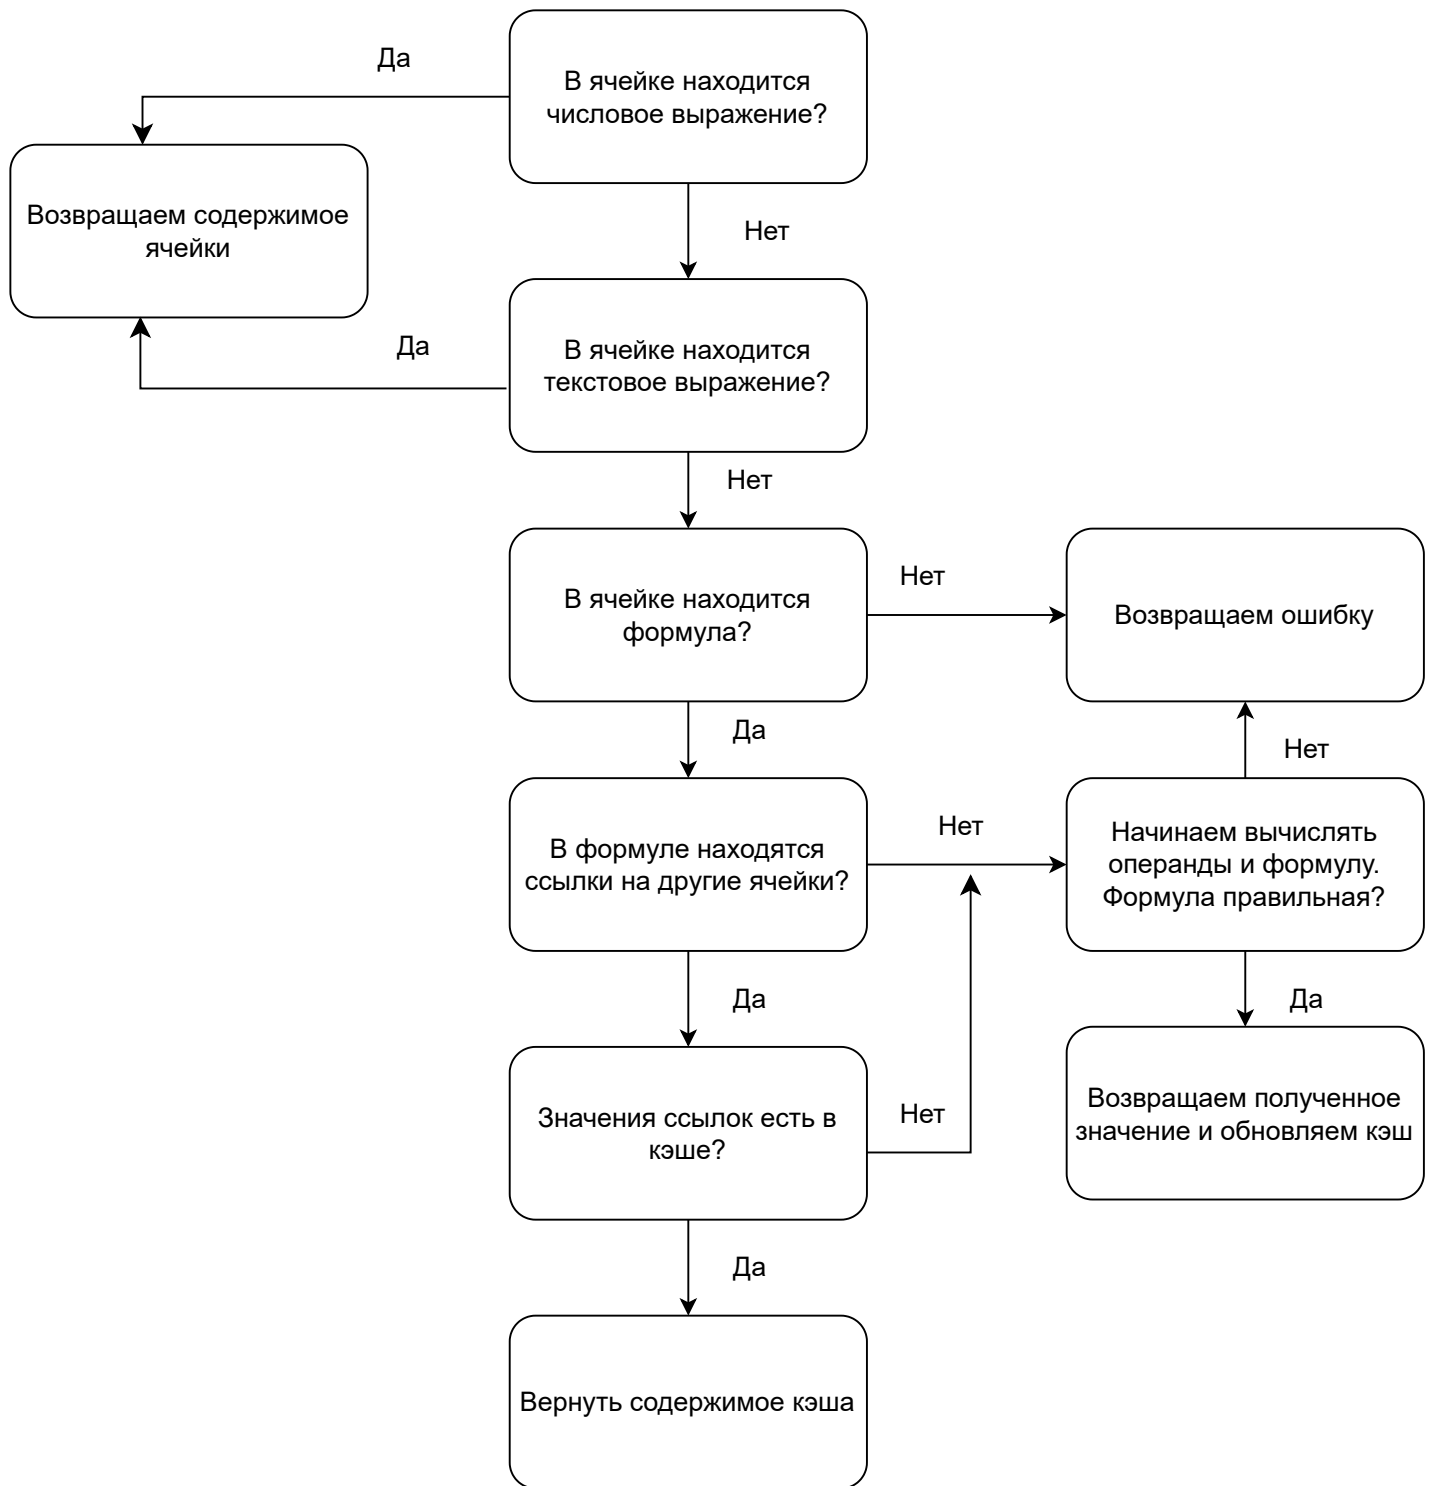 Да
В ячейке находится
числовое выражение?
Возвращаем содержимое
ячейки
Нет
Да
В ячейке находится
текстовое выражение?
Нет
В ячейке находится
формула?
Нет
Возвращаем ошибку
Да
Нет
В формуле находятся
ссылки на другие ячейки?
Нет
Начинаем вычислять
операнды и формулу.
Формула правильная?
Да
Да
Значения ссылок есть в
кэше?
Нет
Возвращаем полученное
значение и обновляем кэш
Да
Вернуть содержимое кэша